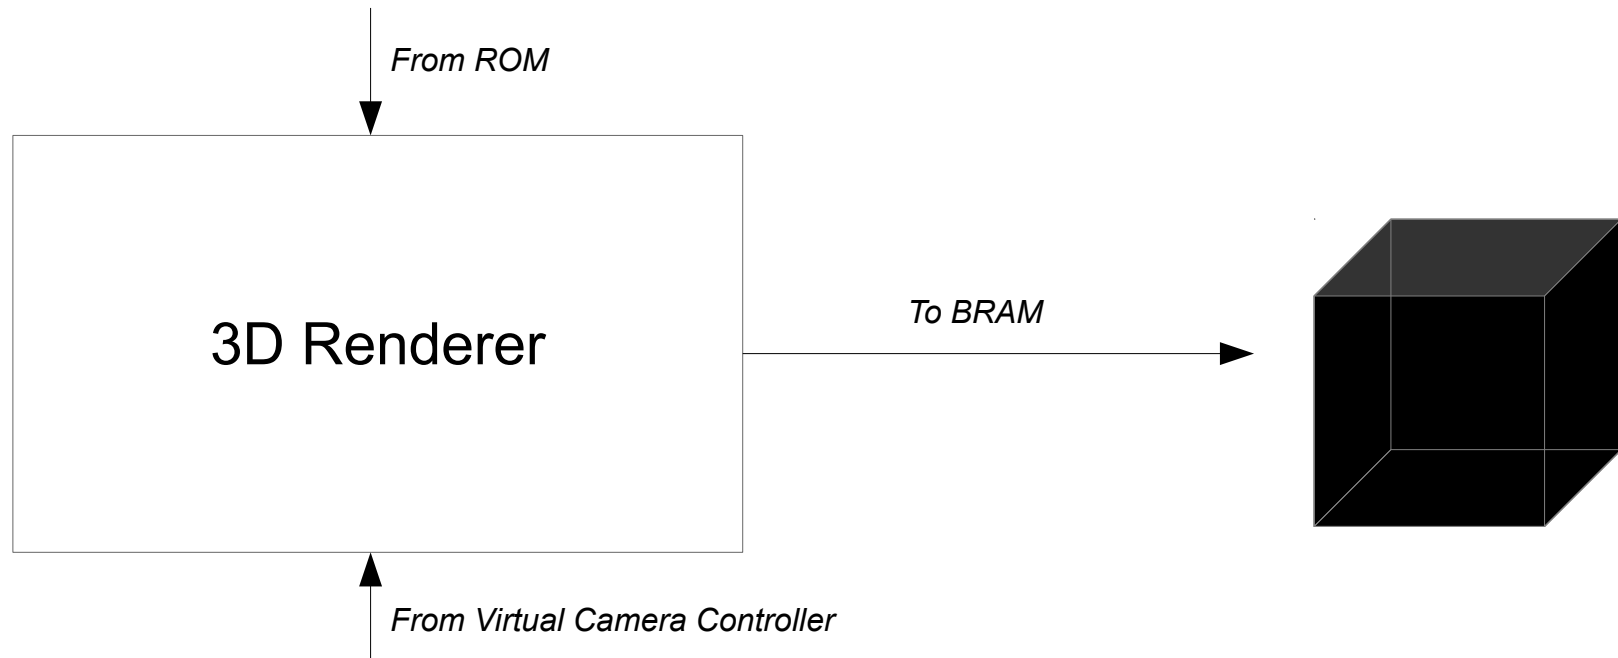 From ROM
To BRAM
3D Renderer
From Virtual Camera Controller